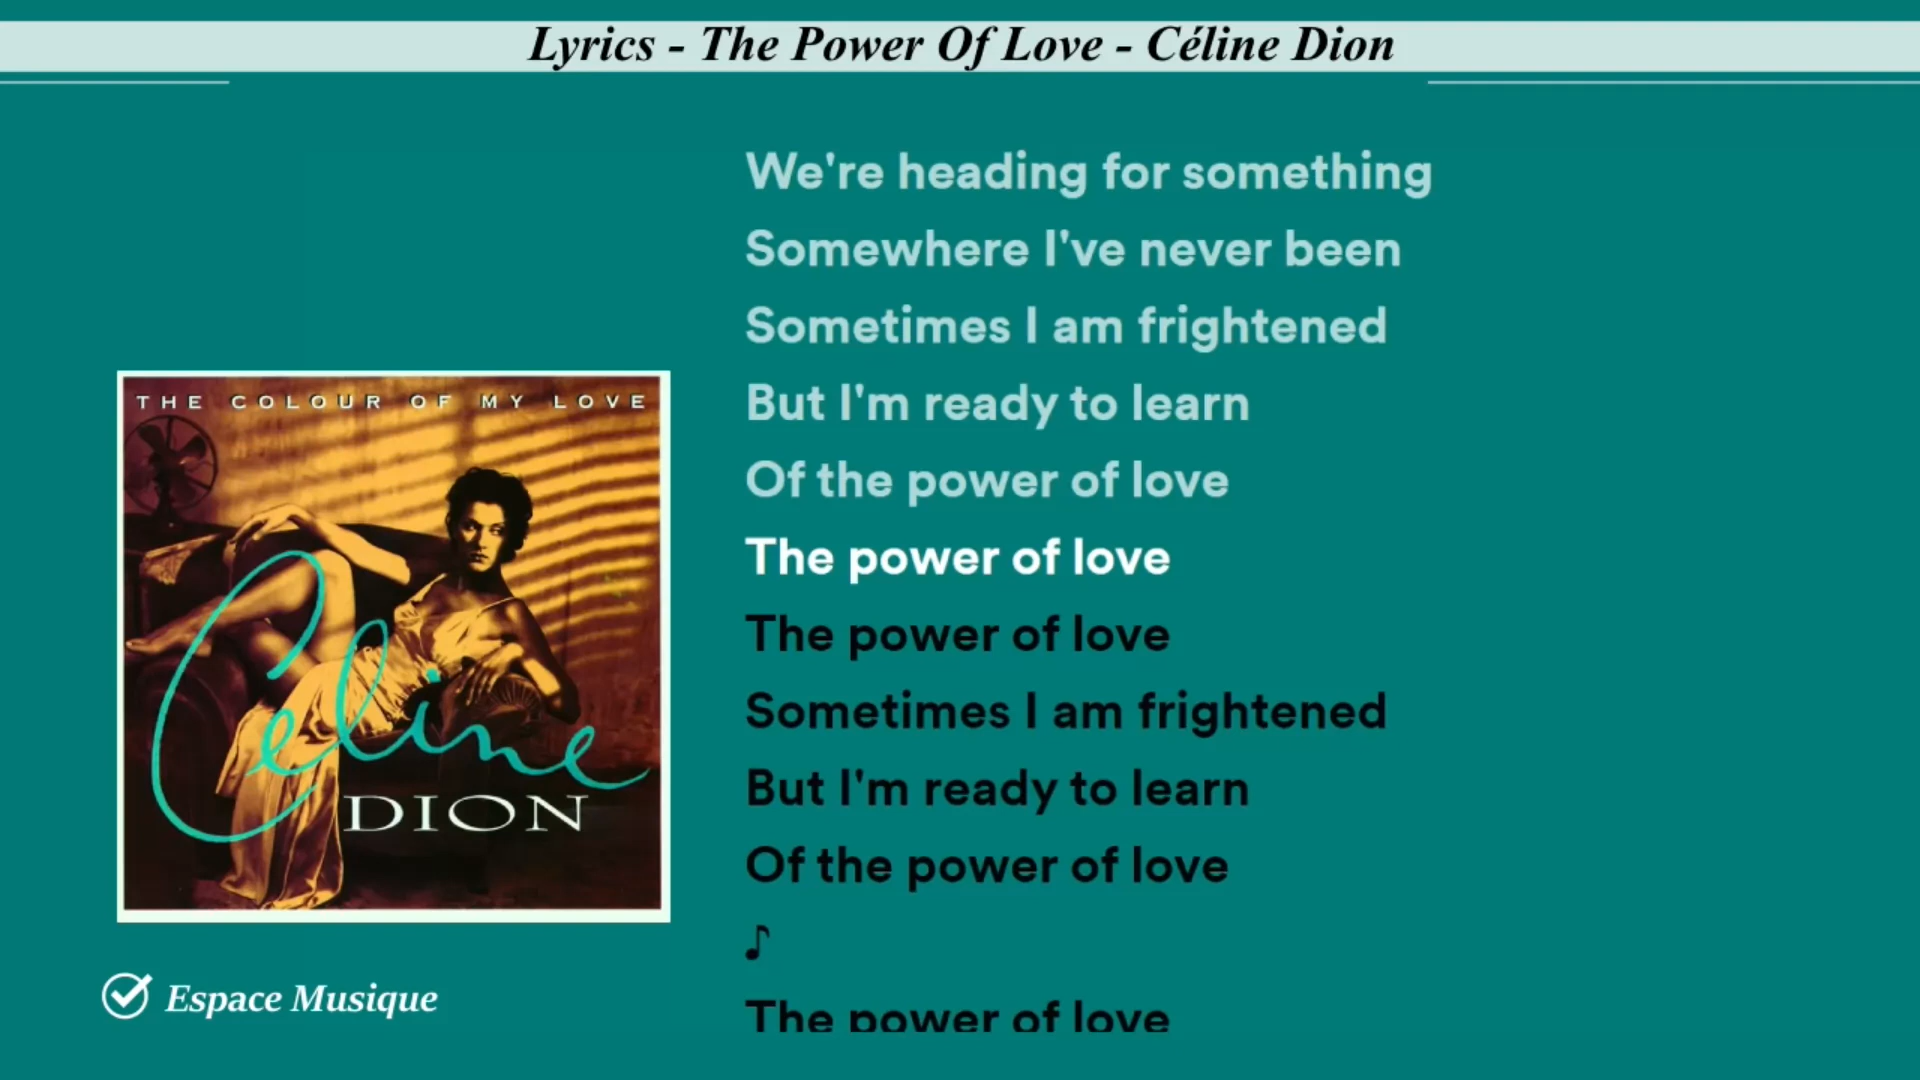 Lyrics - The Power Of Love - Céline Dion
We're heading for something
Somewhere I've never been
Sometimes I am frightened
But I'm ready to learn
Of the power of love
The power of love
The power of love
Sometimes I am frightened
But I'm ready to learn
Of the power of love
♪
The power of love
THE COLOUR OF MY LOVE
Céline
DION
Espace Musique